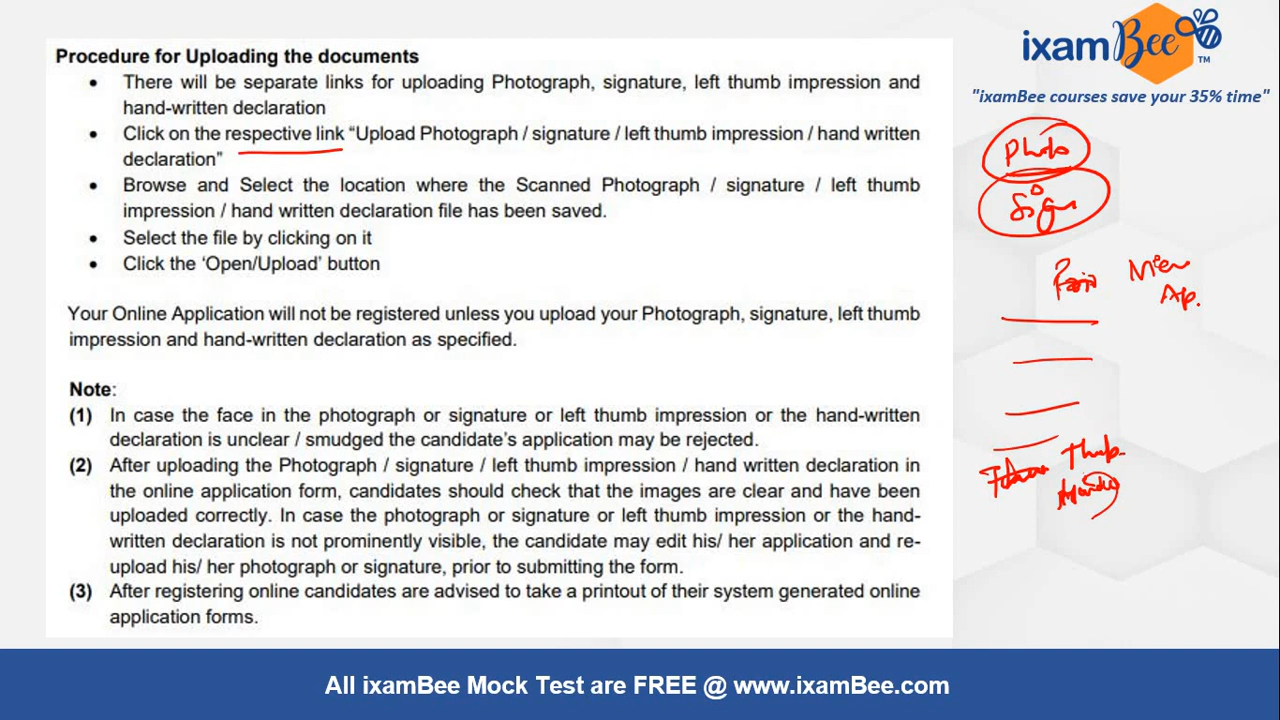 ixamBee TM
"ixamBee courses save your 35% time"
Procedure for Uploading the documents
• There will be separate links for uploading Photograph, signature, left thumb impression and
hand-written declaration
• Click on the respective link “Upload Photograph / signature / left thumb impression / hand written
declaration”
• Browse and Select the location where the Scanned Photograph / signature / left thumb
impression / hand written declaration file has been saved.
• Select the file by clicking on it
• Click the ‘Open/Upload’ button
Your Online Application will not be registered unless you upload your Photograph, signature, left thumb
impression and hand-written declaration as specified.
Note:
(1) In case the face in the photograph or signature or left thumb impression or the hand-written
declaration is unclear / smudged the candidate’s application may be rejected.
(2) After uploading the Photograph / signature / left thumb impression / hand written declaration in
the online application form, candidates should check that the images are clear and have been
uploaded correctly. In case the photograph or signature or left thumb impression or the hand-
written declaration is not prominently visible, the candidate may edit his/ her application and re-
upload his/ her photograph or signature, prior to submitting the form.
(3) After registering online candidates are advised to take a printout of their system generated online
application forms.
Photo
Sign
All ixamBee Mock Test are FREE @ www.ixamBee.com